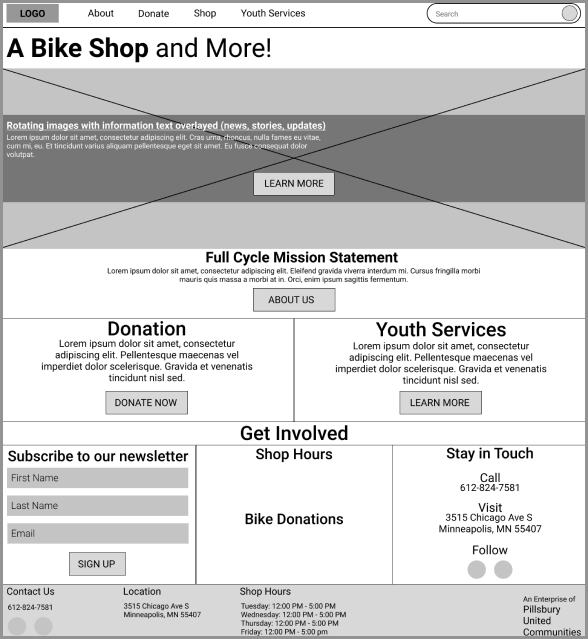 LOGO
About
Donate
Shop
Youth Services
Search
A Bike Shop and More!
Rotating images with information text overlayed (news, stories, updates)
Lorem ipsum dolor sit amet, consectetur adipiscing elit. Cras urna, rhoncus, nulla fames eu vitae,
cum mi, eu. Et tincidunt varius aliquam pellentesque eget sit amet. Eu fusce consequat dolor
volutpat.
LEARN MORE
Full Cycle Mission Statement
Lorem ipsum dolor sit amet, consectetur adipiscing elit. Eleifend gravida viverra interdum mi. Cursus fringilla morbi
mauris quis massa a morbi at in. Orci, enim ipsum sagittis fermentum.
ABOUT US
Donation
Lorem ipsum dolor sit amet, consectetur
adipiscing elit. Pellentesque maecenas vel
imperdiet dolor scelerisque. Gravida et venenatis
tincidunt nisl sed.
DONATE NOW
Youth Services
Lorem ipsum dolor sit amet, consectetur
adipiscing elit. Pellentesque maecenas vel
imperdiet dolor scelerisque. Gravida et venenatis
tincidunt nisl sed.
LEARN MORE
Get Involved
Subscribe to our newsletter
First Name
Last Name
Email
SIGN UP
Shop Hours
Bike Donations
Stay in Touch
Call
612-824-7581
Visit
3515 Chicago Ave S
Minneapolis, MN 55407
Follow
Contact Us
612-824-7581
Location
3515 Chicago Ave S
Minneapolis, MN 55407
Shop Hours
Tuesday: 12:00 PM - 5:00 PM
Wednesday: 12:00 PM - 5:00 PM
Thursday: 12:00 PM - 5:00 PM
Friday: 12:00 PM - 5:00 pm
An Enterprise of
Pillsbury
United
Communities